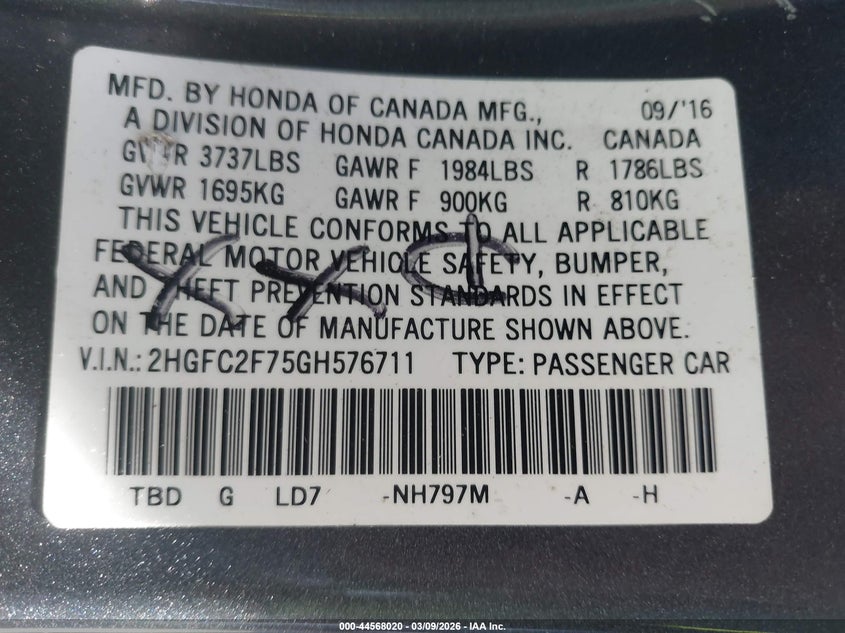 MFD. BY HONDA OF CANADA MFG., 09/'16
A DIVISION OF HONDA CANADA INC. CANADA
GVWR 3737LBS GAWR F 1984LBS R 1786LBS
GVWR 1695KG GAWR F 900KG R 810KG
THIS VEHICLE CONFORMS TO ALL APPLICABLE
FEDERAL MOTOR VEHICLE SAFETY, BUMPER,
AND THEFT PREVENTION STANDARDS IN EFFECT
ON THE DATE OF MANUFACTURE SHOWN ABOVE.
V.I.N.: 2HGFC2F75GH576711 TYPE: PASSENGER CAR
TBD G LD7 -NH797M -A -H
000-44568020 | 03/09/2026 - IAA Inc.